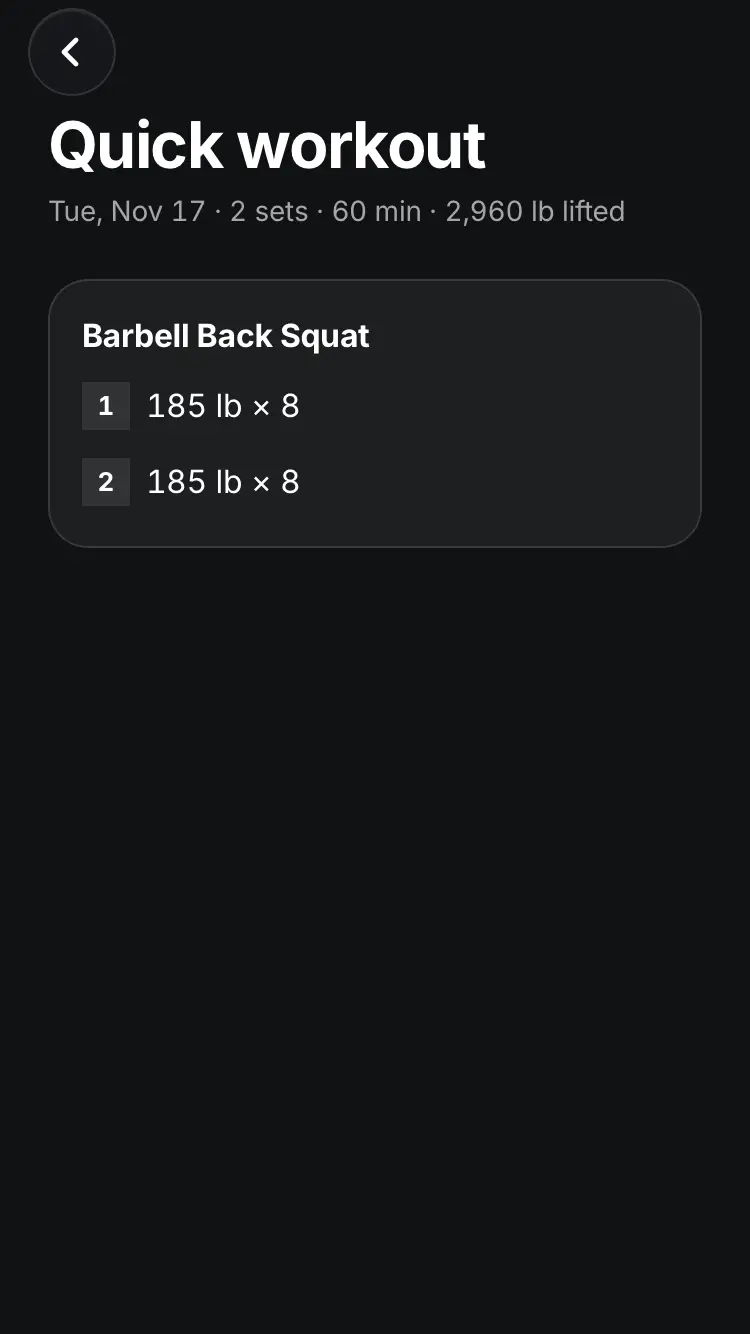 Quick workout
Tue, Nov 17 · 2 sets · 60 min · 2,960 lb lifted
Barbell Back Squat
1 185 lb × 8
2 185 lb × 8